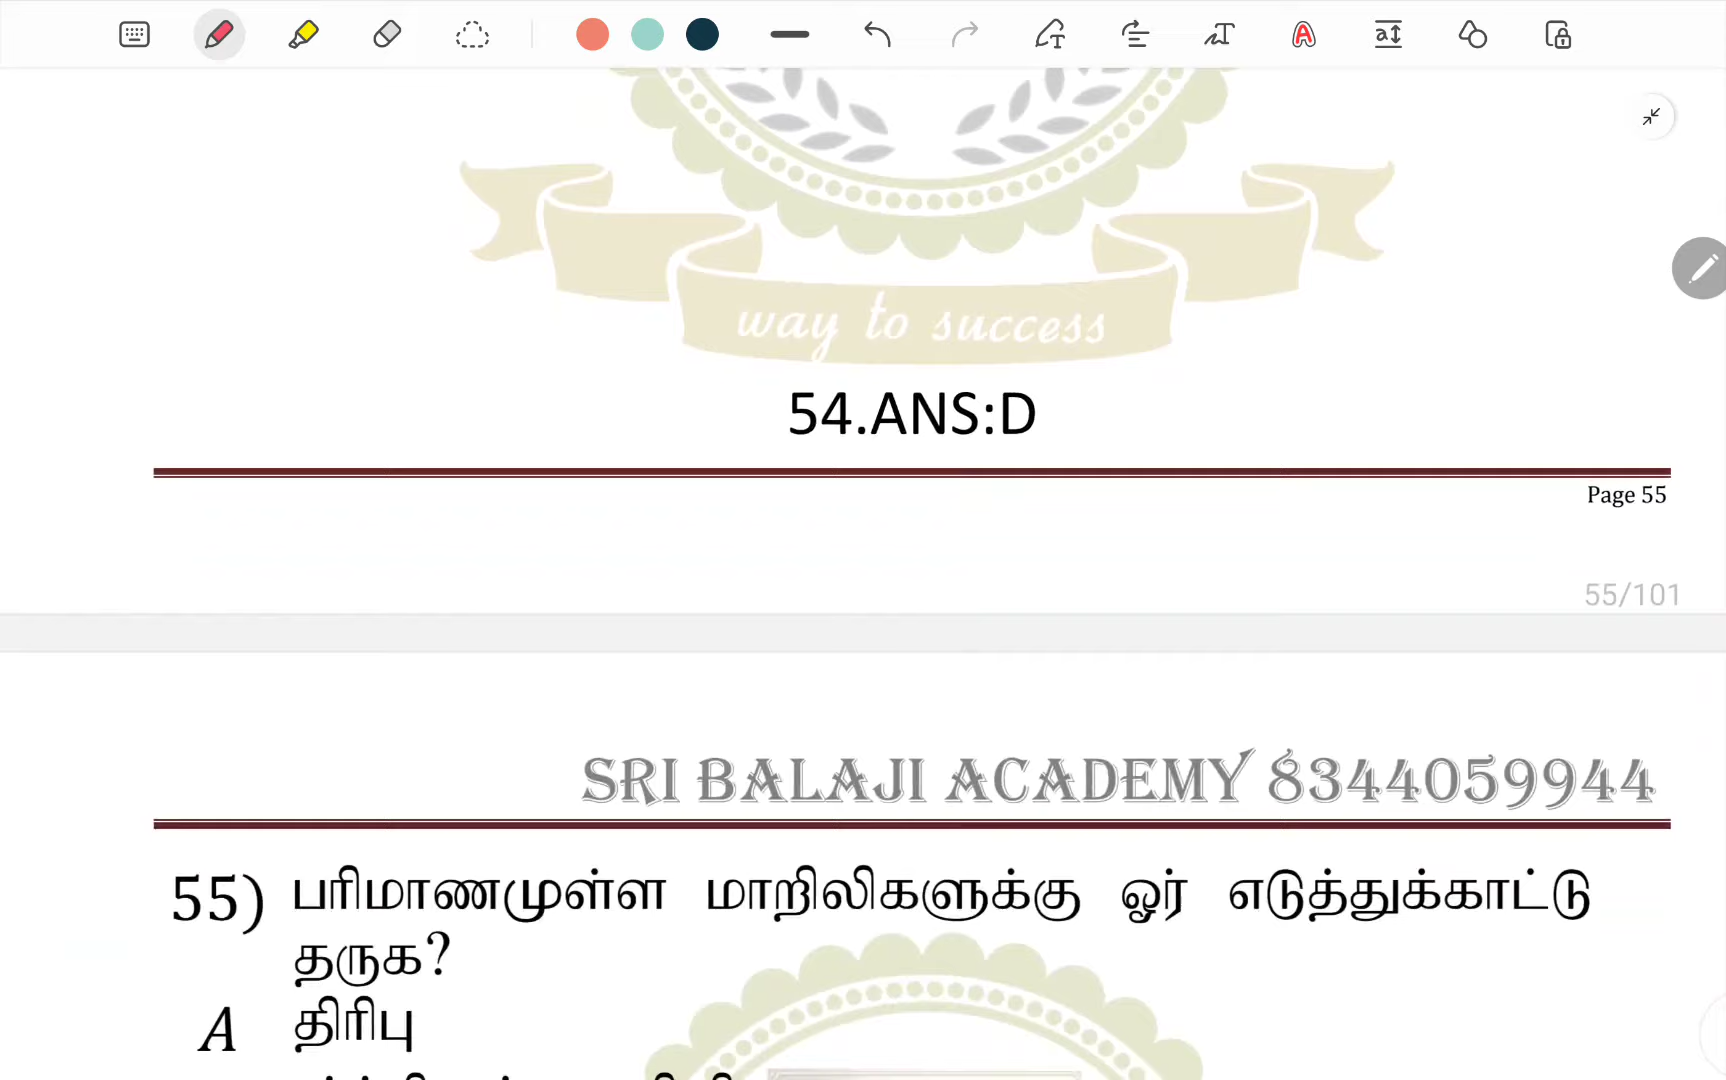 way to success
54.ANS:D
Page 55
55/101
SRI BALAJI ACADEMY 8344059944
55) பரிமாணமுள்ள மாறிலிகளுக்கு ஓர் எடுத்துக்காட்டு
தருக?
A திரிபு